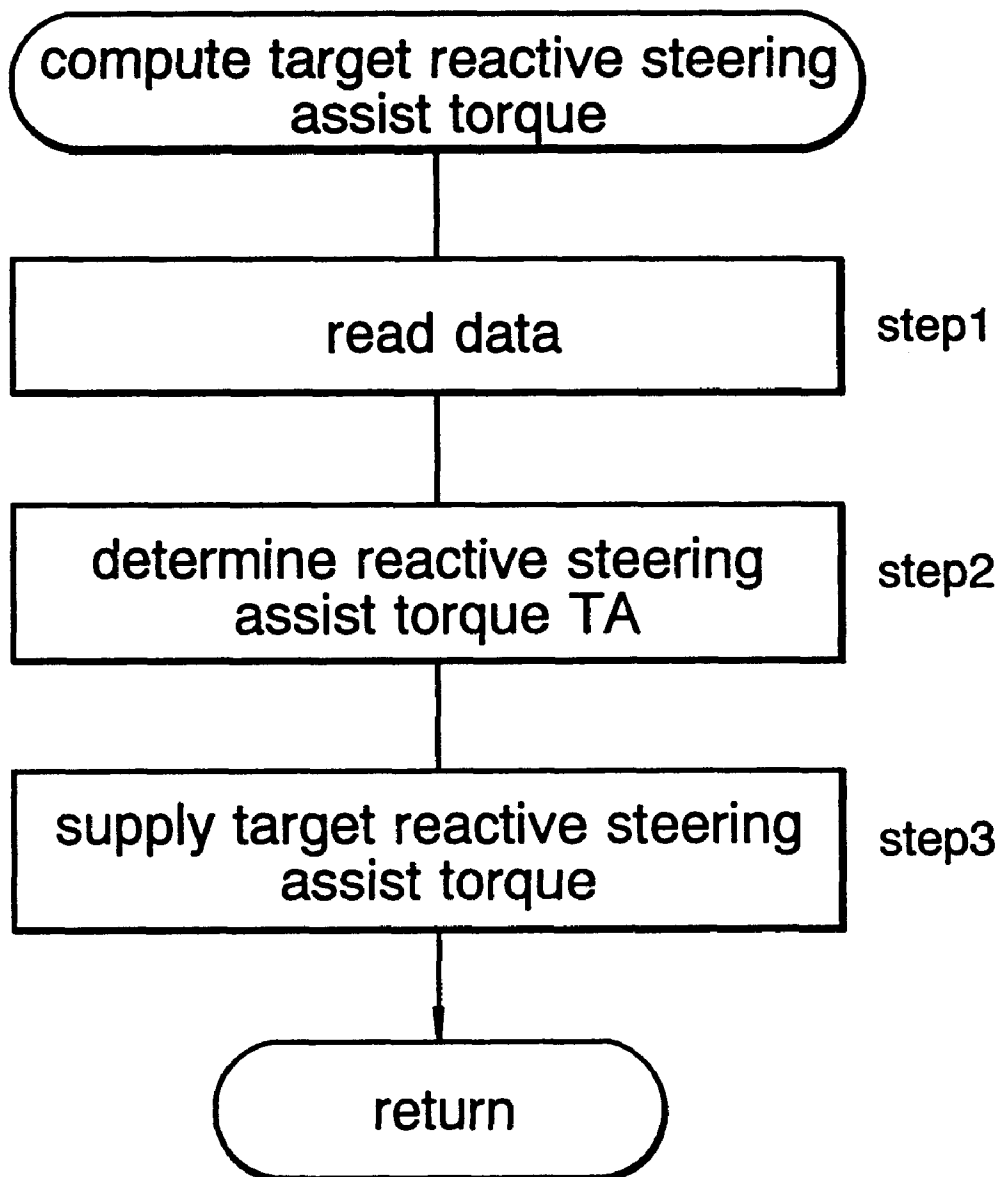 compute target reactive steering
assist torque
read data
step1
determine reactive steering
assist torque TA
step2
supply target reactive steering
assist torque
step3
return